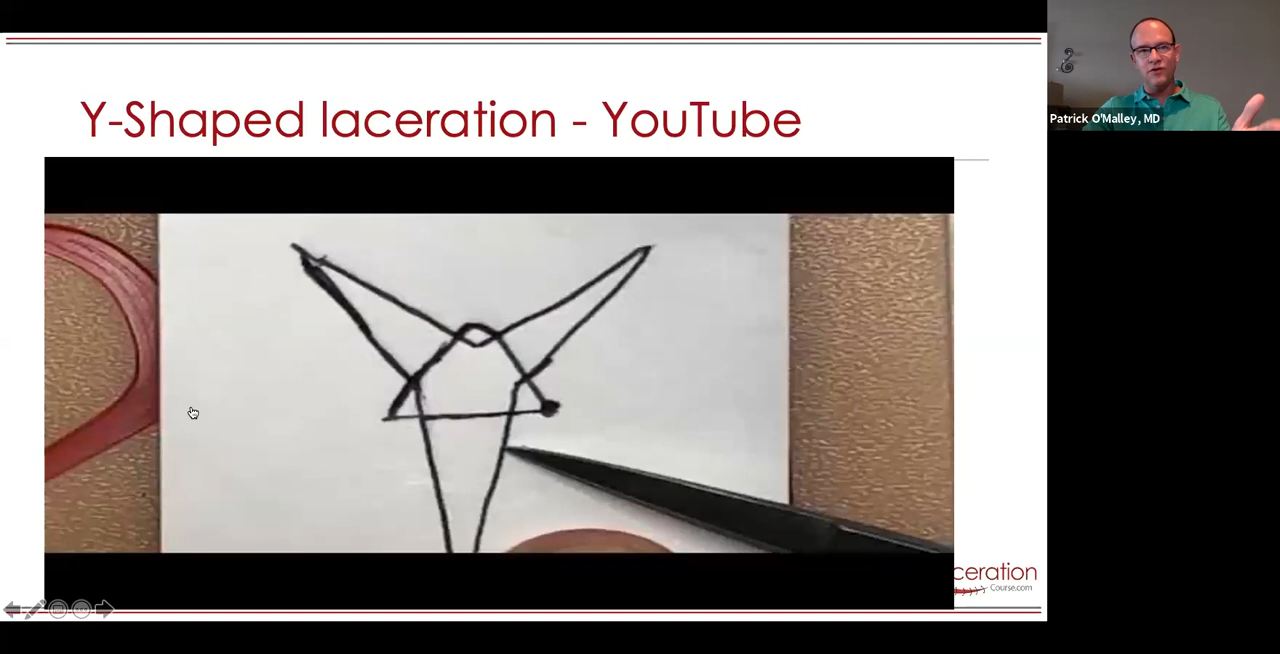 Y-Shaped laceration - YouTube
Patrick O'Malley, MD
ceration
Course.com